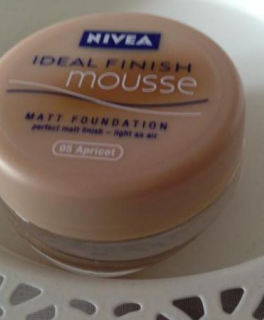 NIVEA
IDEAL FINISH
mousse
MATT FOUNDATION
perfect matt finish – light as air
05 Apricot